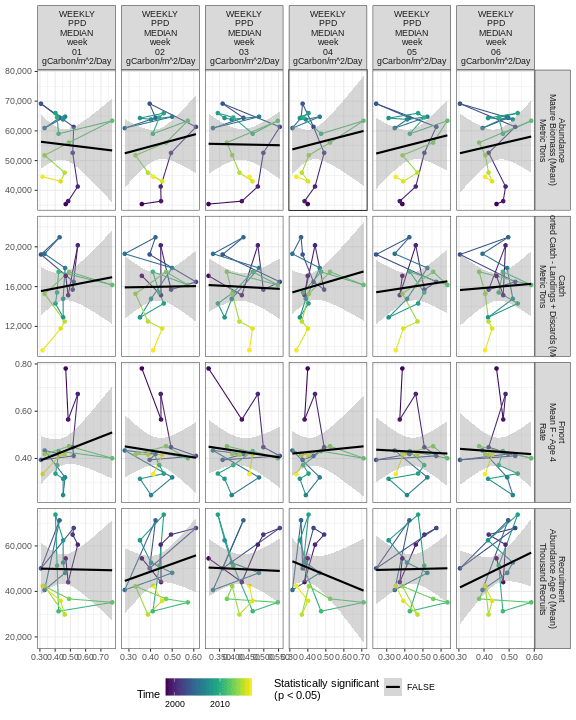 WEEKLY
PPD
MEDIAN
week
01
gCarbon/m^2/Day
WEEKLY
PPD
MEDIAN
week
02
gCarbon/m^2/Day
WEEKLY
PPD
MEDIAN
week
03
gCarbon/m^2/Day
WEEKLY
PPD
MEDIAN
week
04
gCarbon/m^2/Day
WEEKLY
PPD
MEDIAN
week
05
gCarbon/m^2/Day
WEEKLY
PPD
MEDIAN
week
06
gCarbon/m^2/Day
80,000
70,000
60,000
50,000
40,000
Abundance
Mature Biomass (Mean)
Metric Tons
20,000
16,000
12,000
Catch
orted Catch - Landings + Discards (M
Metric Tons
0.80
0.60
0.40
Fmort
Mean F - Age 4
Rate
60,000
40,000
20,000
Recruitment
Abundance Age 0 (Mean)
Thousand Recruits
0.30 0.40 0.50 0.60 0.70
0.30 0.40 0.50 0.60
0.30 0.40 0.50 0.60 0.70
0.30 0.40 0.50 0.60
0.30 0.40 0.50 0.60
Time
2000 2010
Statistically significant
(p < 0.05)
FALSE